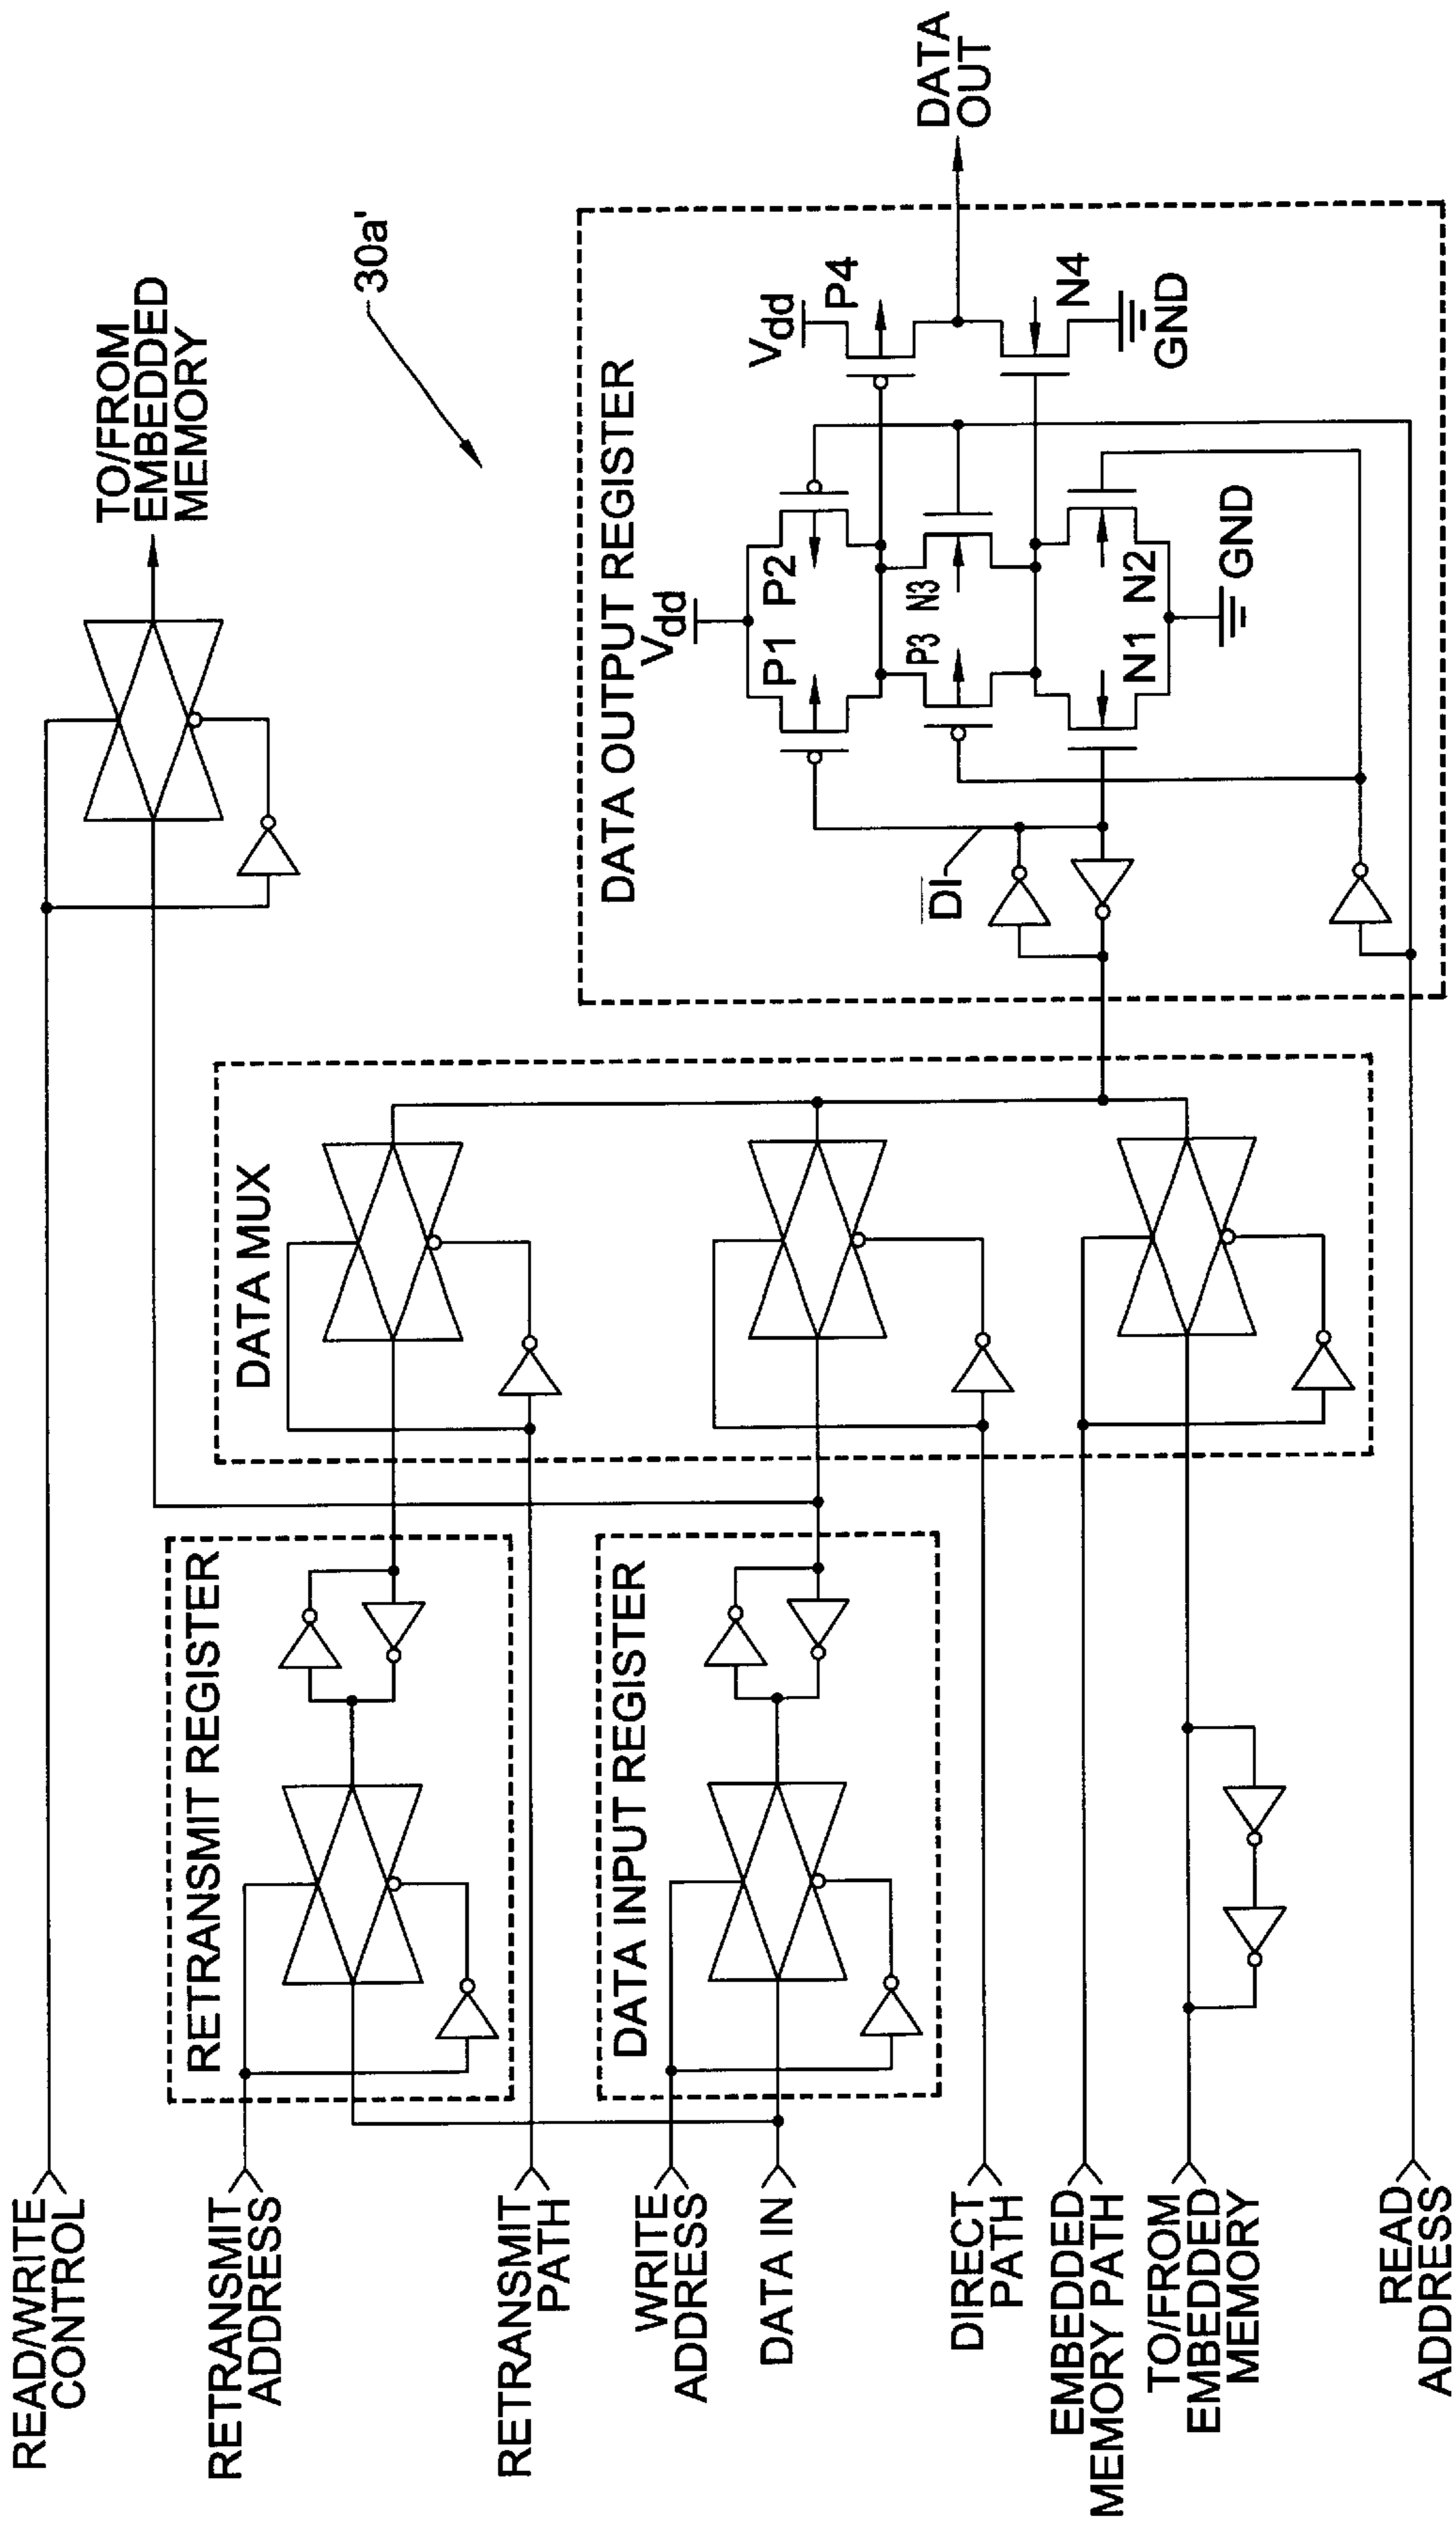 READ/WRITE
CONTROL
TO/FROM
EMBEDDED
MEMORY
30a'
RETRANSMIT
ADDRESS
RETRANSMIT REGISTER
DATA MUX
RETRANSMIT
PATH
WRITE
ADDRESS
DATA IN
DATA INPUT REGISTER
DATA OUTPUT REGISTER
Vdd
P1
P2
P3
N3
N1
N2
GND
DI
Vdd
P4
N4
GND
DATA
OUT
DIRECT
PATH
EMBEDDED
MEMORY PATH
TO/FROM
EMBEDDED
MEMORY
READ
ADDRESS